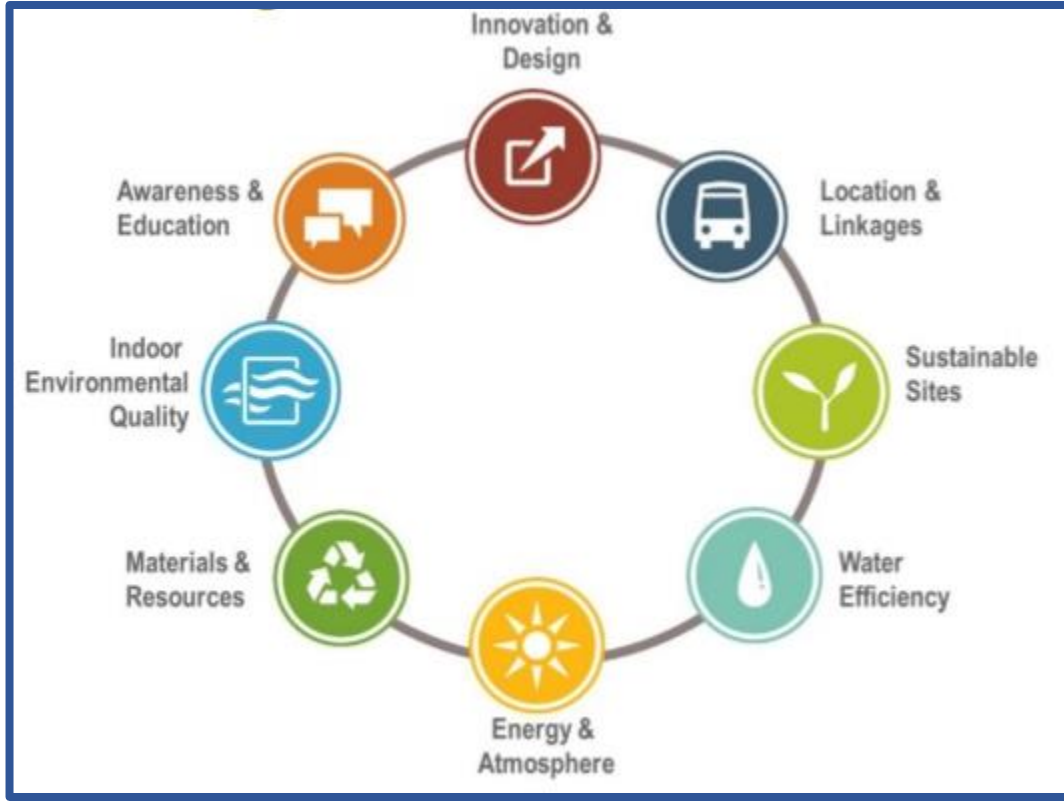 Innovation &
Design
Awareness &
Education
Location &
Linkages
Indoor
Environmental
Quality
Sustainable
Sites
Materials &
Resources
Water
Efficiency
Energy &
Atmosphere